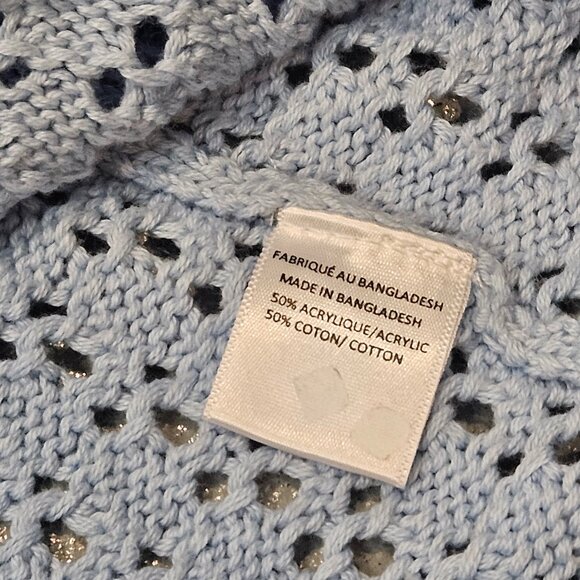 FABRIQUÉ AU BANGLADESH
MADE IN BANGLADESH
50% ACRYLIQUE/ACRYLIC
50% COTON/ COTTON